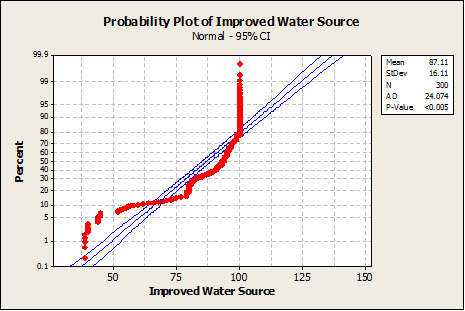 Probability Plot of Improved Water Source
Normal - 95% CI
Percent
99.9
99
95
90
80
70
60
50
40
30
20
10
5
1
0.1
50
75
100
125
150
Improved Water Source
Mean 87.11
StDev 16.11
N 300
AD 24.074
P-Value <0.005